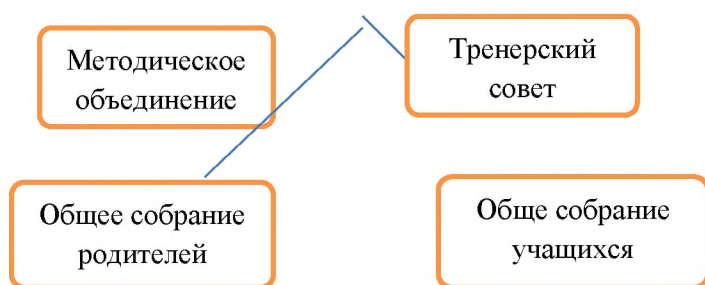 Методическое
объединение
Тренерский
совет
Общее собрание
родителей
Обще собрание
учащихся